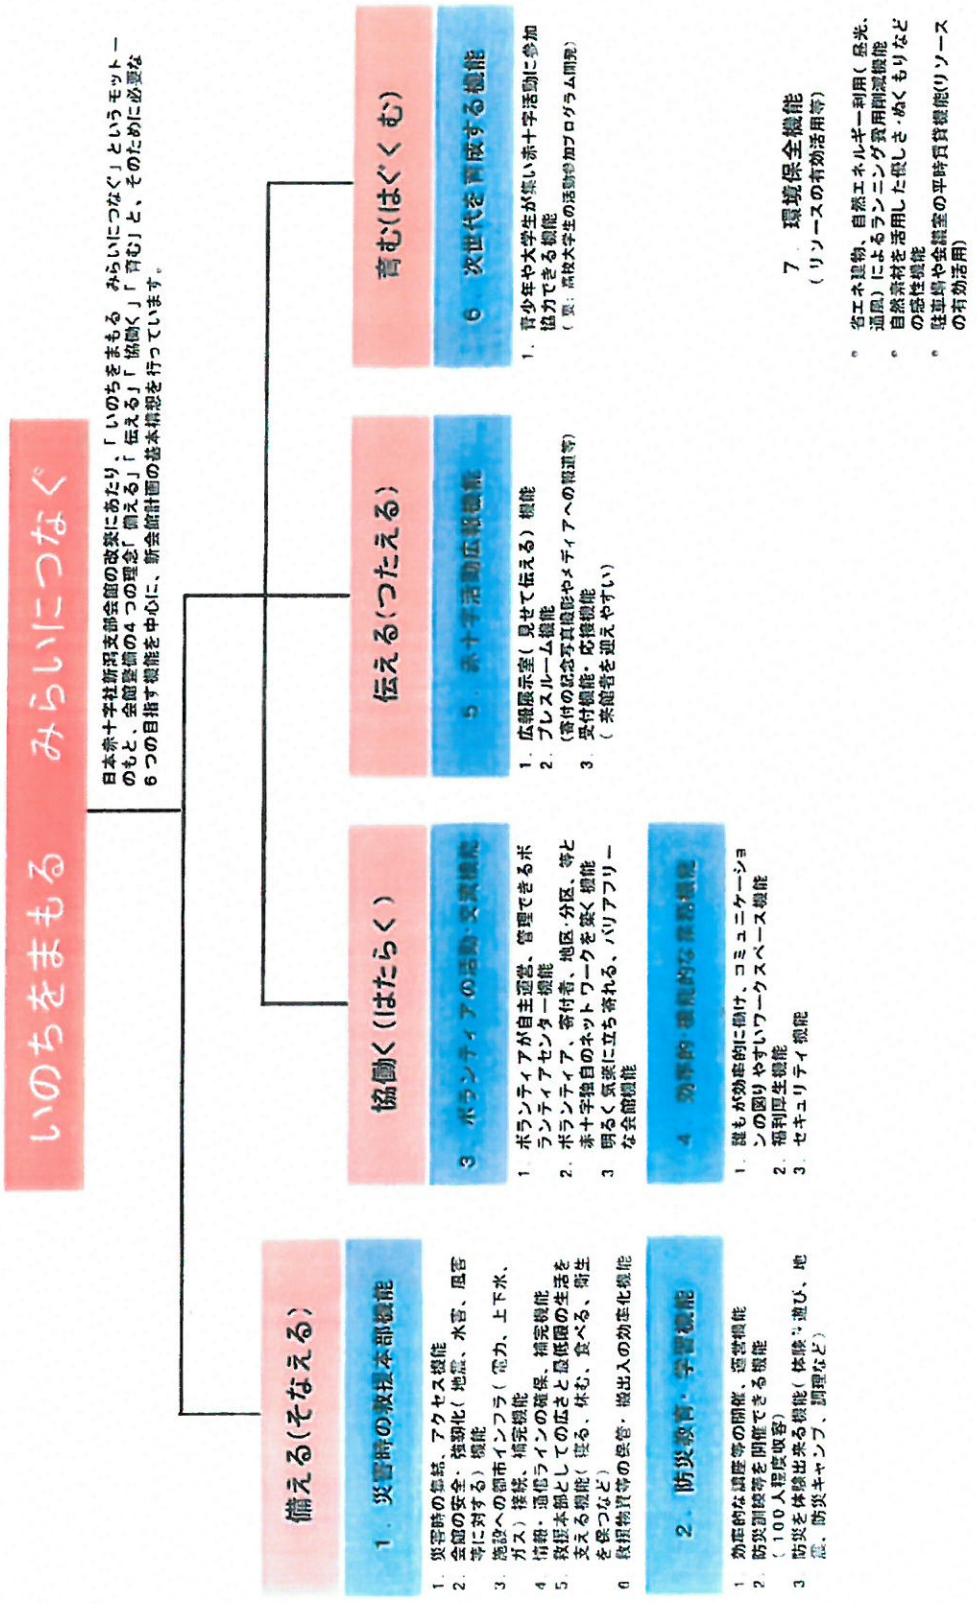 いのちをまもる　みらいにつなぐ
日本赤十字社新潟支部会館の改築にあたり、「いのちをまもる　みらいにつなぐ」というモットー
のもと、会館整備の4つの理念「備える」「伝える」「協働く」「育む」と、そのために必要な
6つの目指す機能を中心に、新会館計画の基本構想を行っています。
備える(そなえる)
1. 災害時の救援本部機能
1. 災害時の集結、アクセス機能
2. 会館の安全・強靭化(地震、水害、風害
等に対する)機能
3. 施設への都市インフラ(電力、上下水、
ガス)接続、補完機能
4 情報・通信ラインの確保、補完機能
5. 救援本部としての広さと最低限の生活を
支える機能(寝る、休む、食べる、衛生
を保つなど)
6 救援物資等の保管・搬出入の効率化機能
2. 防災教育・学習機能
1 効率的な講座等の開催、運営機能
2. 防災訓練等を開催できる機能
(100人程度収容)
3 防災を体験出来る機能(体験・遊び、地
震、防災キャンプ、調理など)
協働く(はたらく)
3. ボランティアの活動・交流機能
1. ボランティアが自主運営、管理できるボ
ランティアセンター機能
2. ボランティア、寄付者、地区・分区、等と
赤十字独自のネットワークを築く機能
3 明るく気楽に立ち寄れる、バリアフリー
な会館機能
4. 効率的・機能的な業務機能
1. 誰もが効率的に働け、コミュニケーショ
ンの図りやすいワークスペース機能
2. 福利厚生機能
3. セキュリティ機能
伝える(つたえる)
5. 赤十字活動広報機能
1. 広報展示室(見せて伝える)機能
2. プレスルーム機能
(寄付の記念写真撮影やメディアへの報道等)
3. 受付機能・応接機能
(来館者を迎えやすい)
育む(はぐくむ)
6 次世代を育成する機能
1. 青少年や大学生が集い赤十字活動に参加
協力できる機能
(要:高校大学生の活動参加プログラム開発)
7. 環境保全機能
(リソースの有効活用等)
• 省エネ建物、自然エネルギー利用(昼光、
通風)によるランニング費用削減機能
• 自然素材を活用した優しさ・ぬくもりなど
の感性機能
• 駐車場や会議室の平時賃貸機能(リソース
の有効活用)